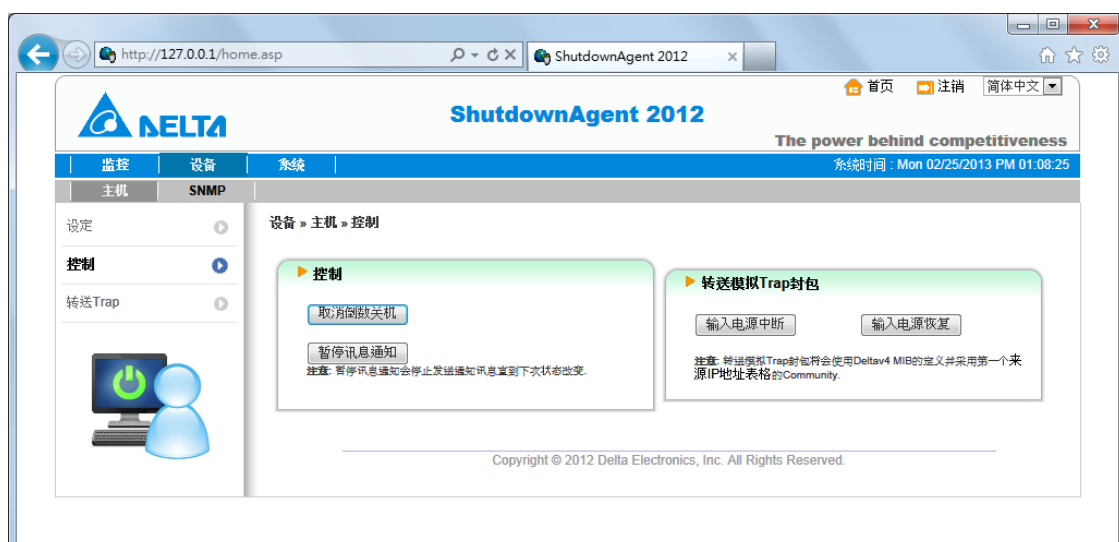 http://127.0.0.1/home.asp
ShutdownAgent 2012
首页
注销
简体中文
DELTA
ShutdownAgent 2012
The power behind competitiveness
监控
设备
系统
系统时间 : Mon 02/25/2013 PM 01:08:25
主机
SNMP
设定
控制
转送Trap
设备 » 主机 » 控制
控制
取消倒数关机
暂停讯息通知
注意: 暂停讯息通知会停止发送通知讯息直到下次状态改变.
转送模拟Trap封包
输入电源中断
输入电源恢复
注意: 转送模拟Trap封包将会使用Deltav4 MIB的定义并采用第一个来
源IP地址表格的Community.
Copyright © 2012 Delta Electronics, Inc. All Rights Reserved.